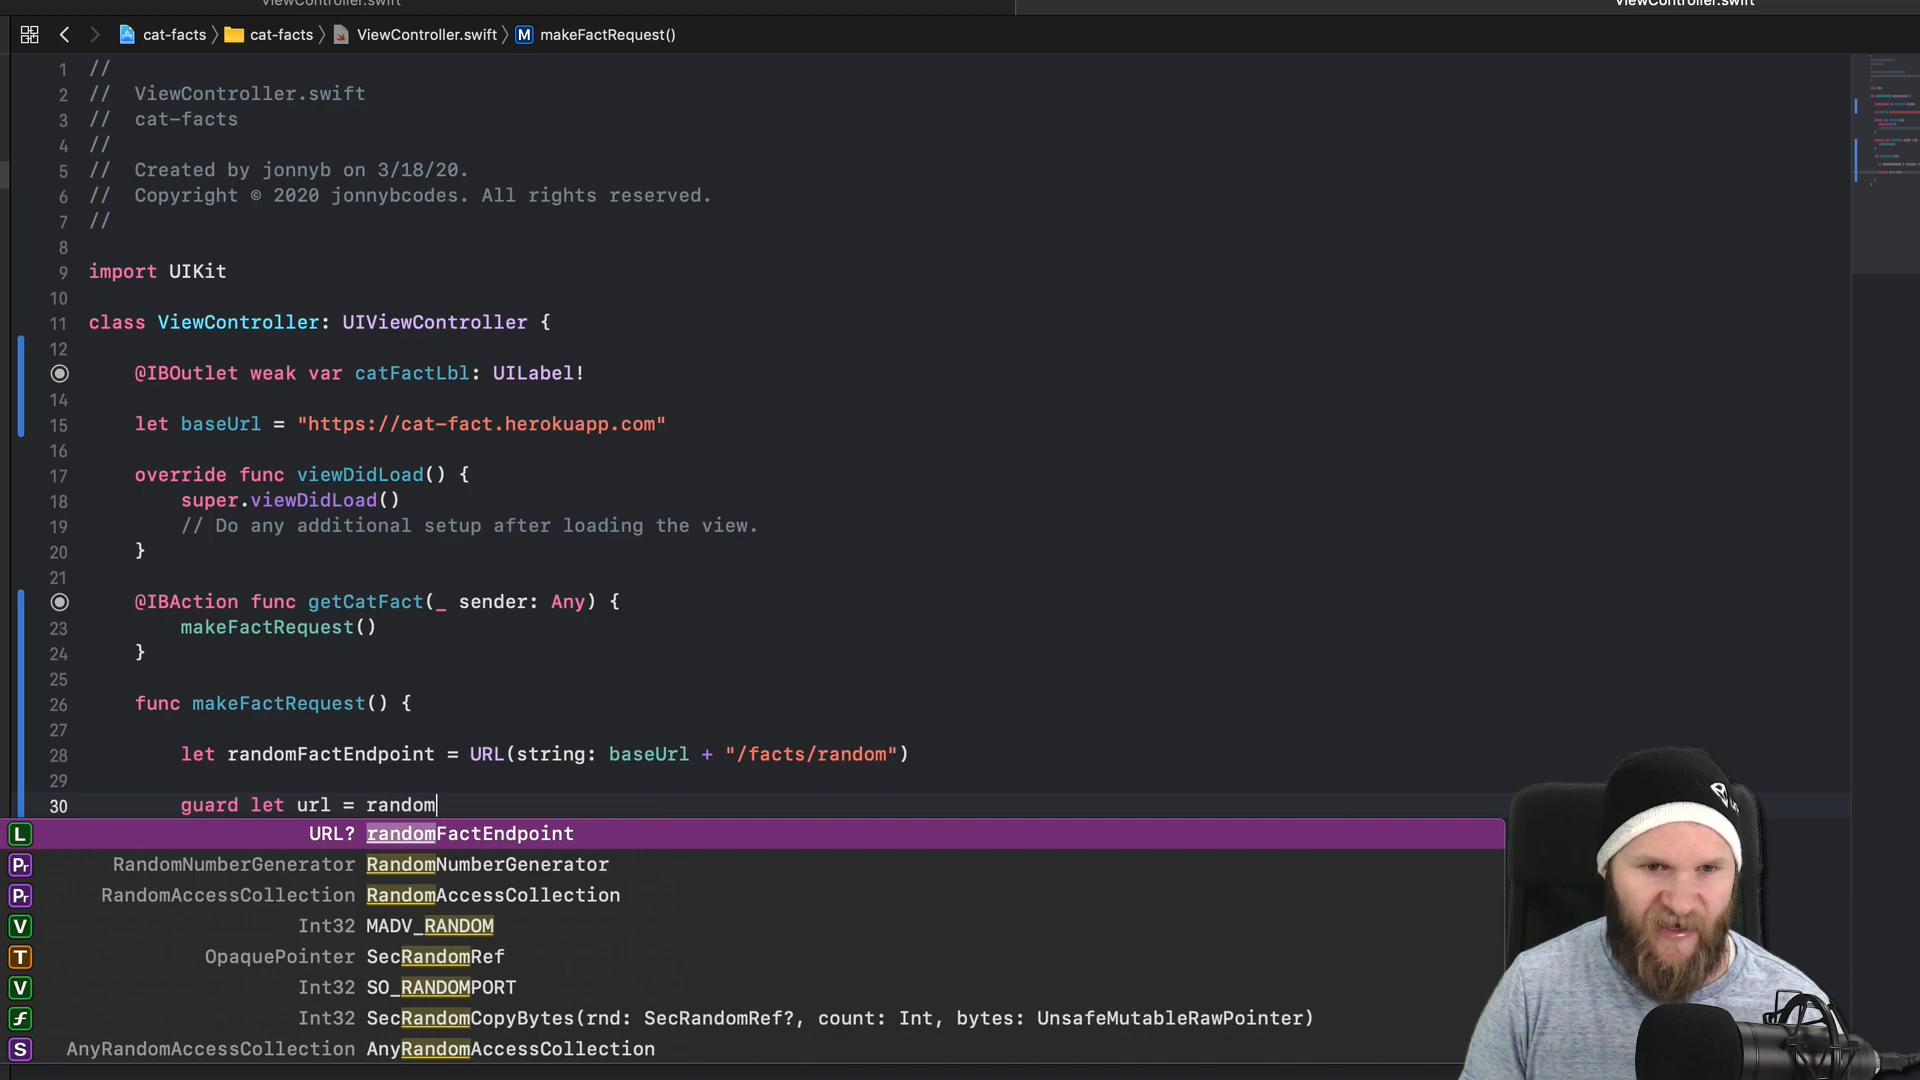 ViewController.swift
ViewController.swift
cat-facts
cat-facts
ViewController.swift
M makeFactRequest()
1 //
2 // ViewController.swift
3 // cat-facts
4 //
5 // Created by jonnyb on 3/18/20.
6 // Copyright © 2020 jonnybcodes. All rights reserved.
7 //
8
9 import UIKit
10
11 class ViewController: UIViewController {
12
@IBOutlet weak var catFactLbl: UILabel!
14
15 let baseUrl = "https://cat-fact.herokuapp.com"
16
17 override func viewDidLoad() {
18 super.viewDidLoad()
19 // Do any additional setup after loading the view.
20 }
21
@IBAction func getCatFact(_ sender: Any) {
23 makeFactRequest()
24 }
25
26 func makeFactRequest() {
27
28 let randomFactEndpoint = URL(string: baseUrl + "/facts/random")
29
30 guard let url = random
L URL? randomFactEndpoint
Pr RandomNumberGenerator RandomNumberGenerator
Pr RandomAccessCollection RandomAccessCollection
V Int32 MADV_RANDOM
T OpaquePointer SecRandomRef
V Int32 SO_RANDOMPORT
f Int32 SecRandomCopyBytes(rnd: SecRandomRef?, count: Int, bytes: UnsafeMutableRawPointer)
S AnyRandomAccessCollection AnyRandomAccessCollection